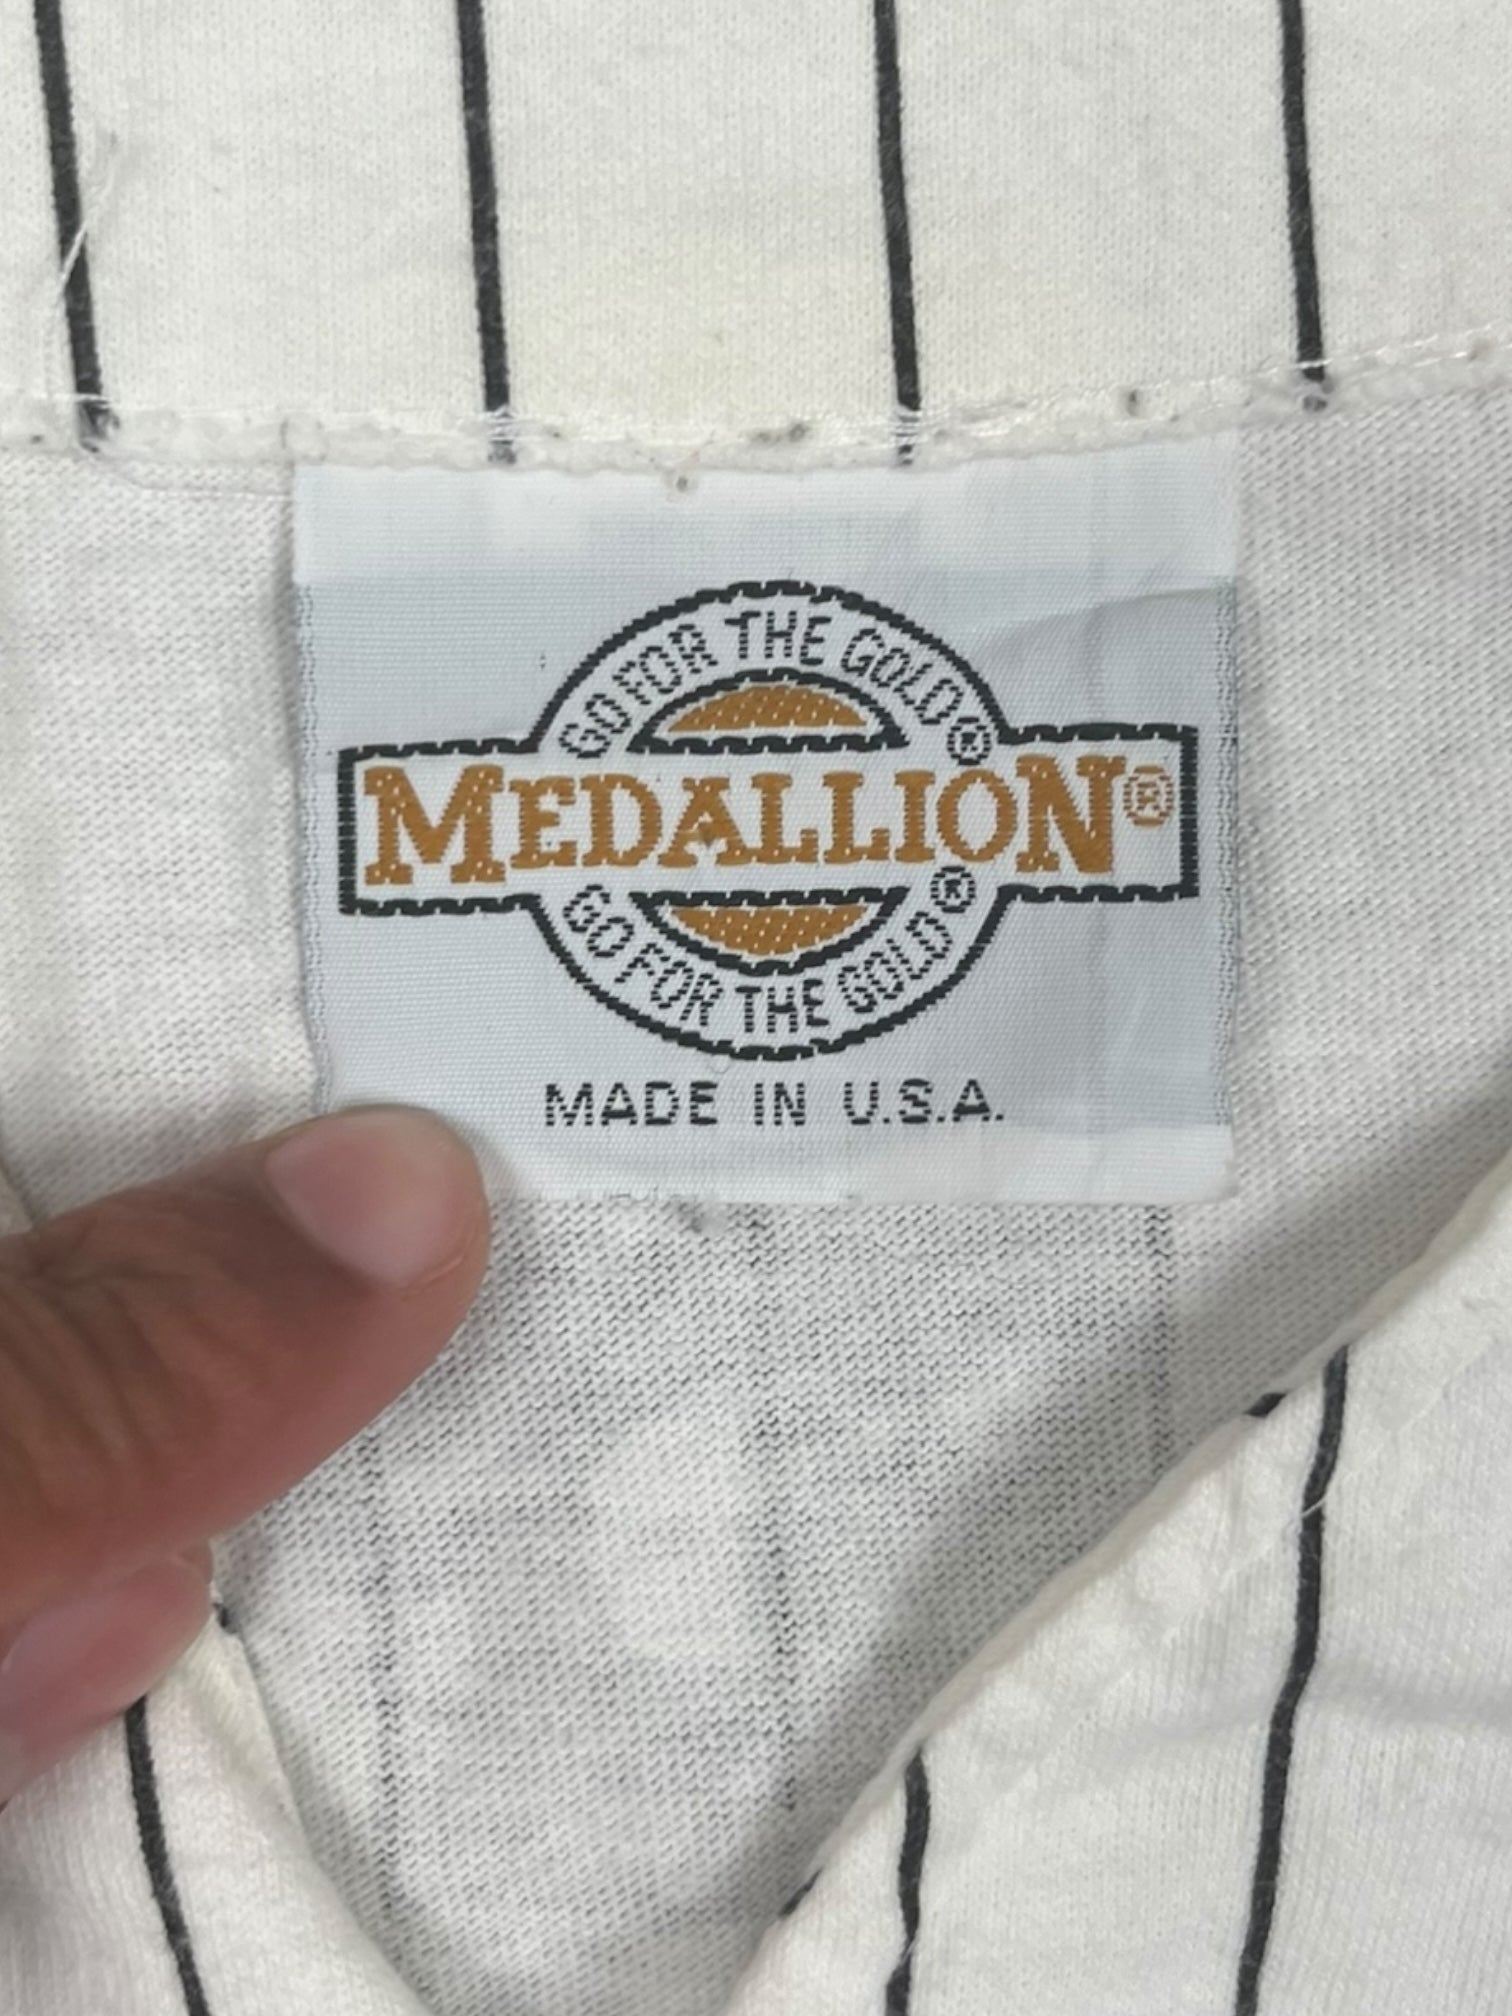 GO FOR THE GOLD®
MEDALLION®
GO FOR THE GOLD®
MADE IN U.S.A.